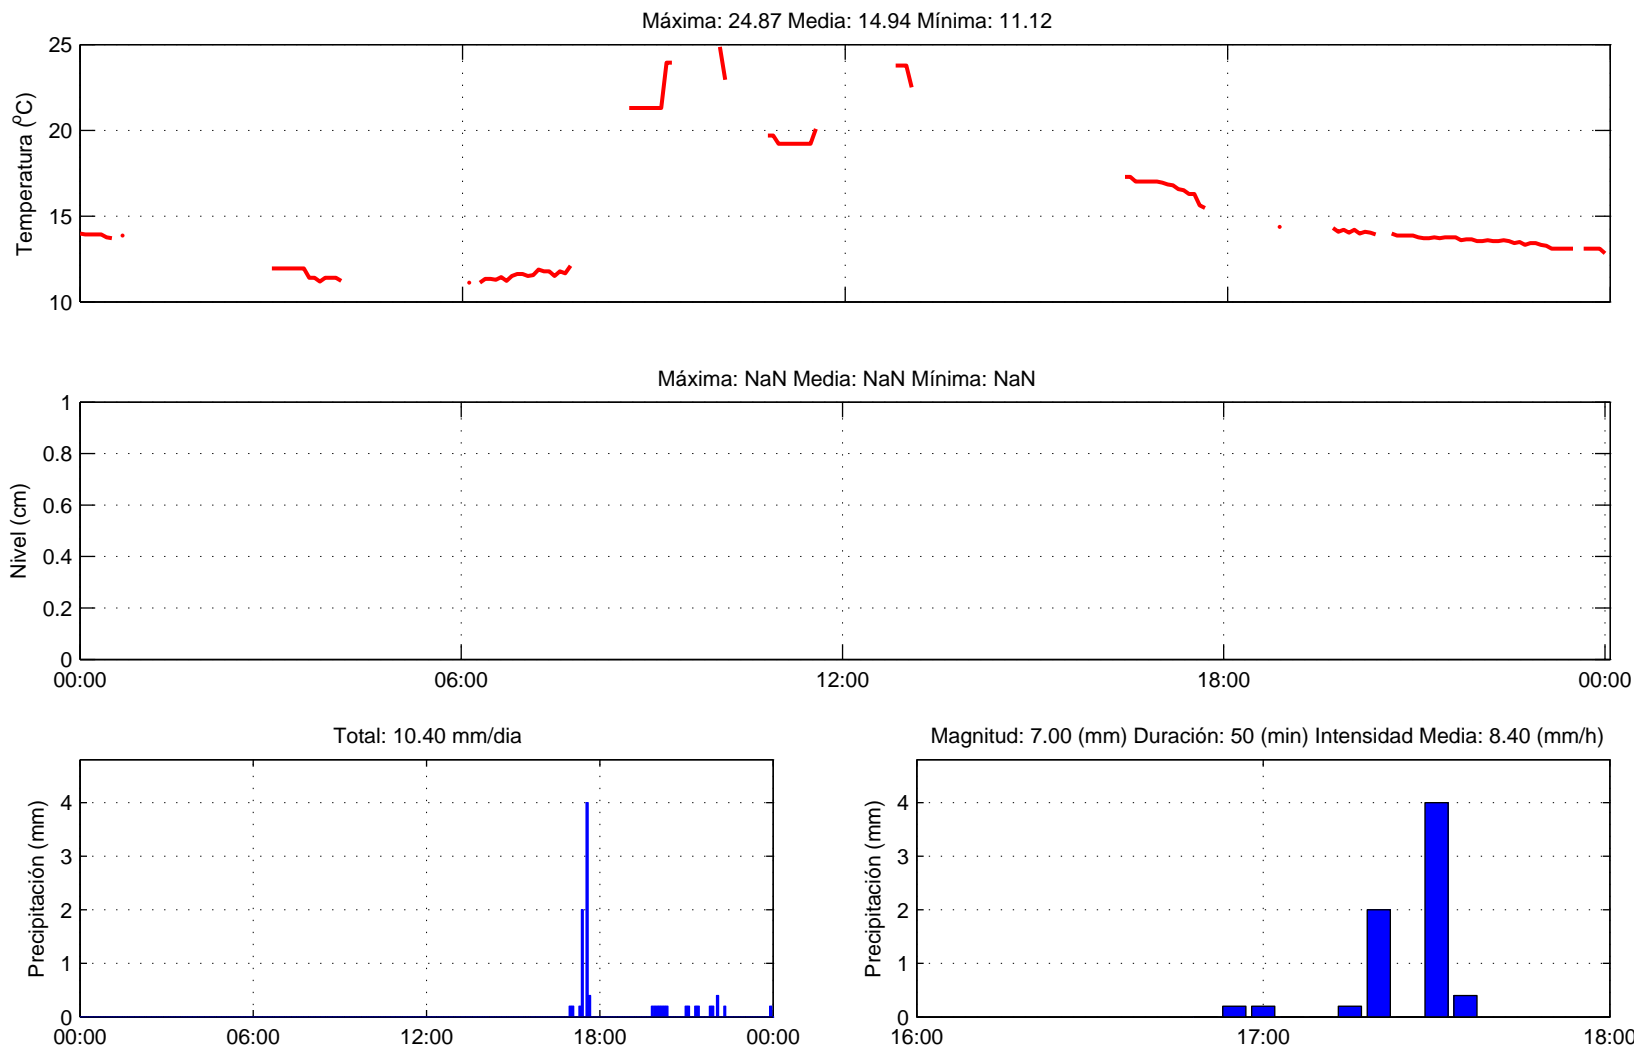 Máxima: 24.87 Media: 14.94 Mínima: 11.12
Temperatura (ºC)
25
20
15
10
Máxima: NaN Media: NaN Mínima: NaN
Nivel (cm)
1
0.8
0.6
0.4
0.2
0
00:00 06:00 12:00 18:00 00:00
Total: 10.40 mm/dia
Precipitación (mm)
4
3
2
1
0
00:00 06:00 12:00 18:00 00:00
Magnitud: 7.00 (mm) Duración: 50 (min) Intensidad Media: 8.40 (mm/h)
Precipitación (mm)
4
3
2
1
0
16:00 17:00 18:00